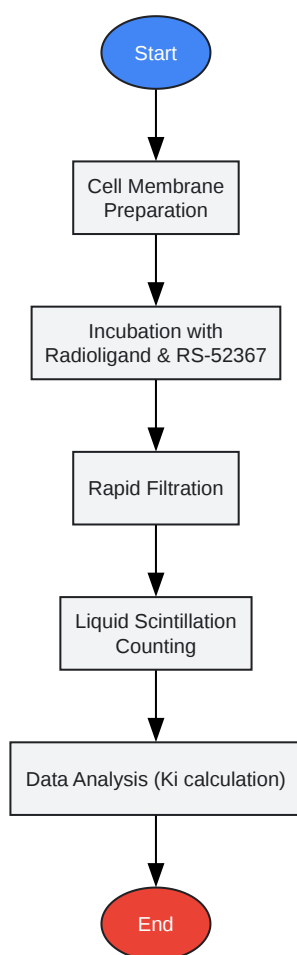 Start
Cell Membrane
Preparation
Incubation with
Radioligand & RS-52367
Rapid Filtration
Liquid Scintillation
Counting
Data Analysis (Ki calculation)
End